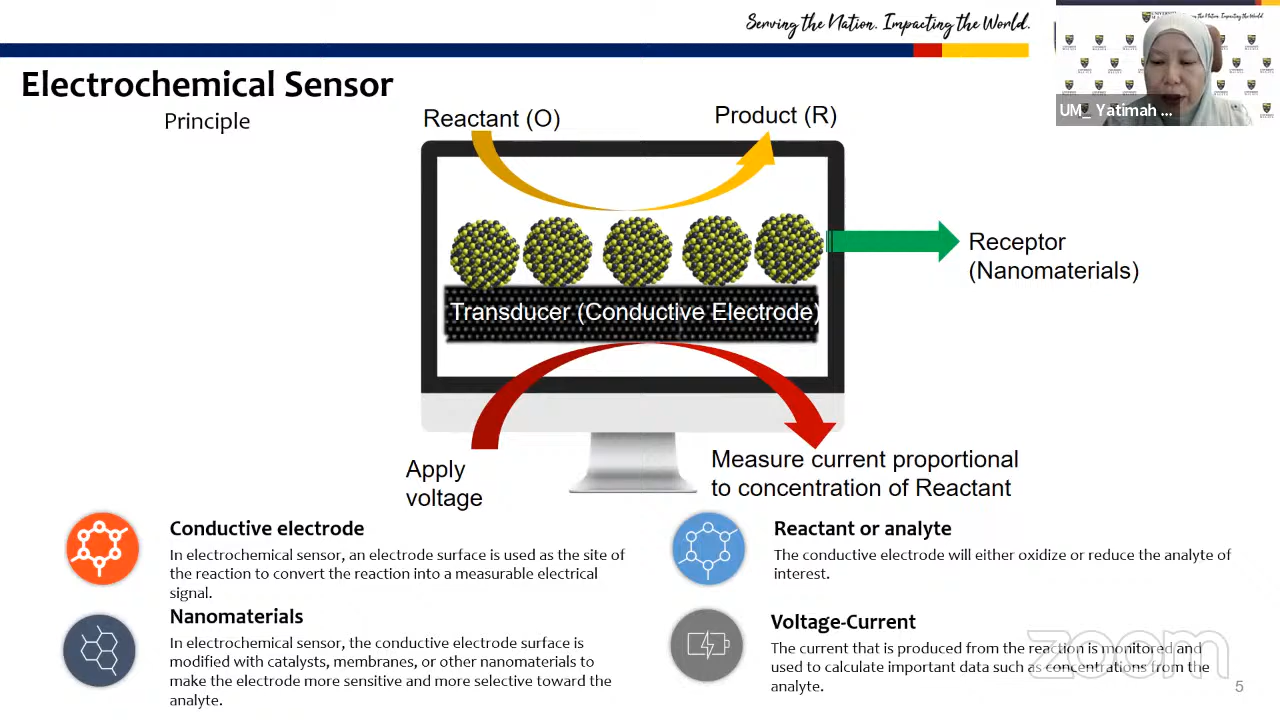 Serving the Nation. Impacting the World.
Electrochemical Sensor
Principle
Reactant (O)
Product (R)
Receptor
(Nanomaterials)
Transducer (Conductive Electrode)
Apply
voltage
Measure current proportional
to concentration of Reactant
Conductive electrode
In electrochemical sensor, an electrode surface is used as the site of
the reaction to convert the reaction into a measurable electrical
signal.
Nanomaterials
In electrochemical sensor, the conductive electrode surface is
modified with catalysts, membranes, or other nanomaterials to
make the electrode more sensitive and more selective toward the
analyte.
Reactant or analyte
The conductive electrode will either oxidize or reduce the analyte of
interest.
Voltage-Current
The current that is produced from the reaction is monitored and
used to calculate important data such as concentrations from the
analyte.
zoom
5
UM_ Yatimah ...